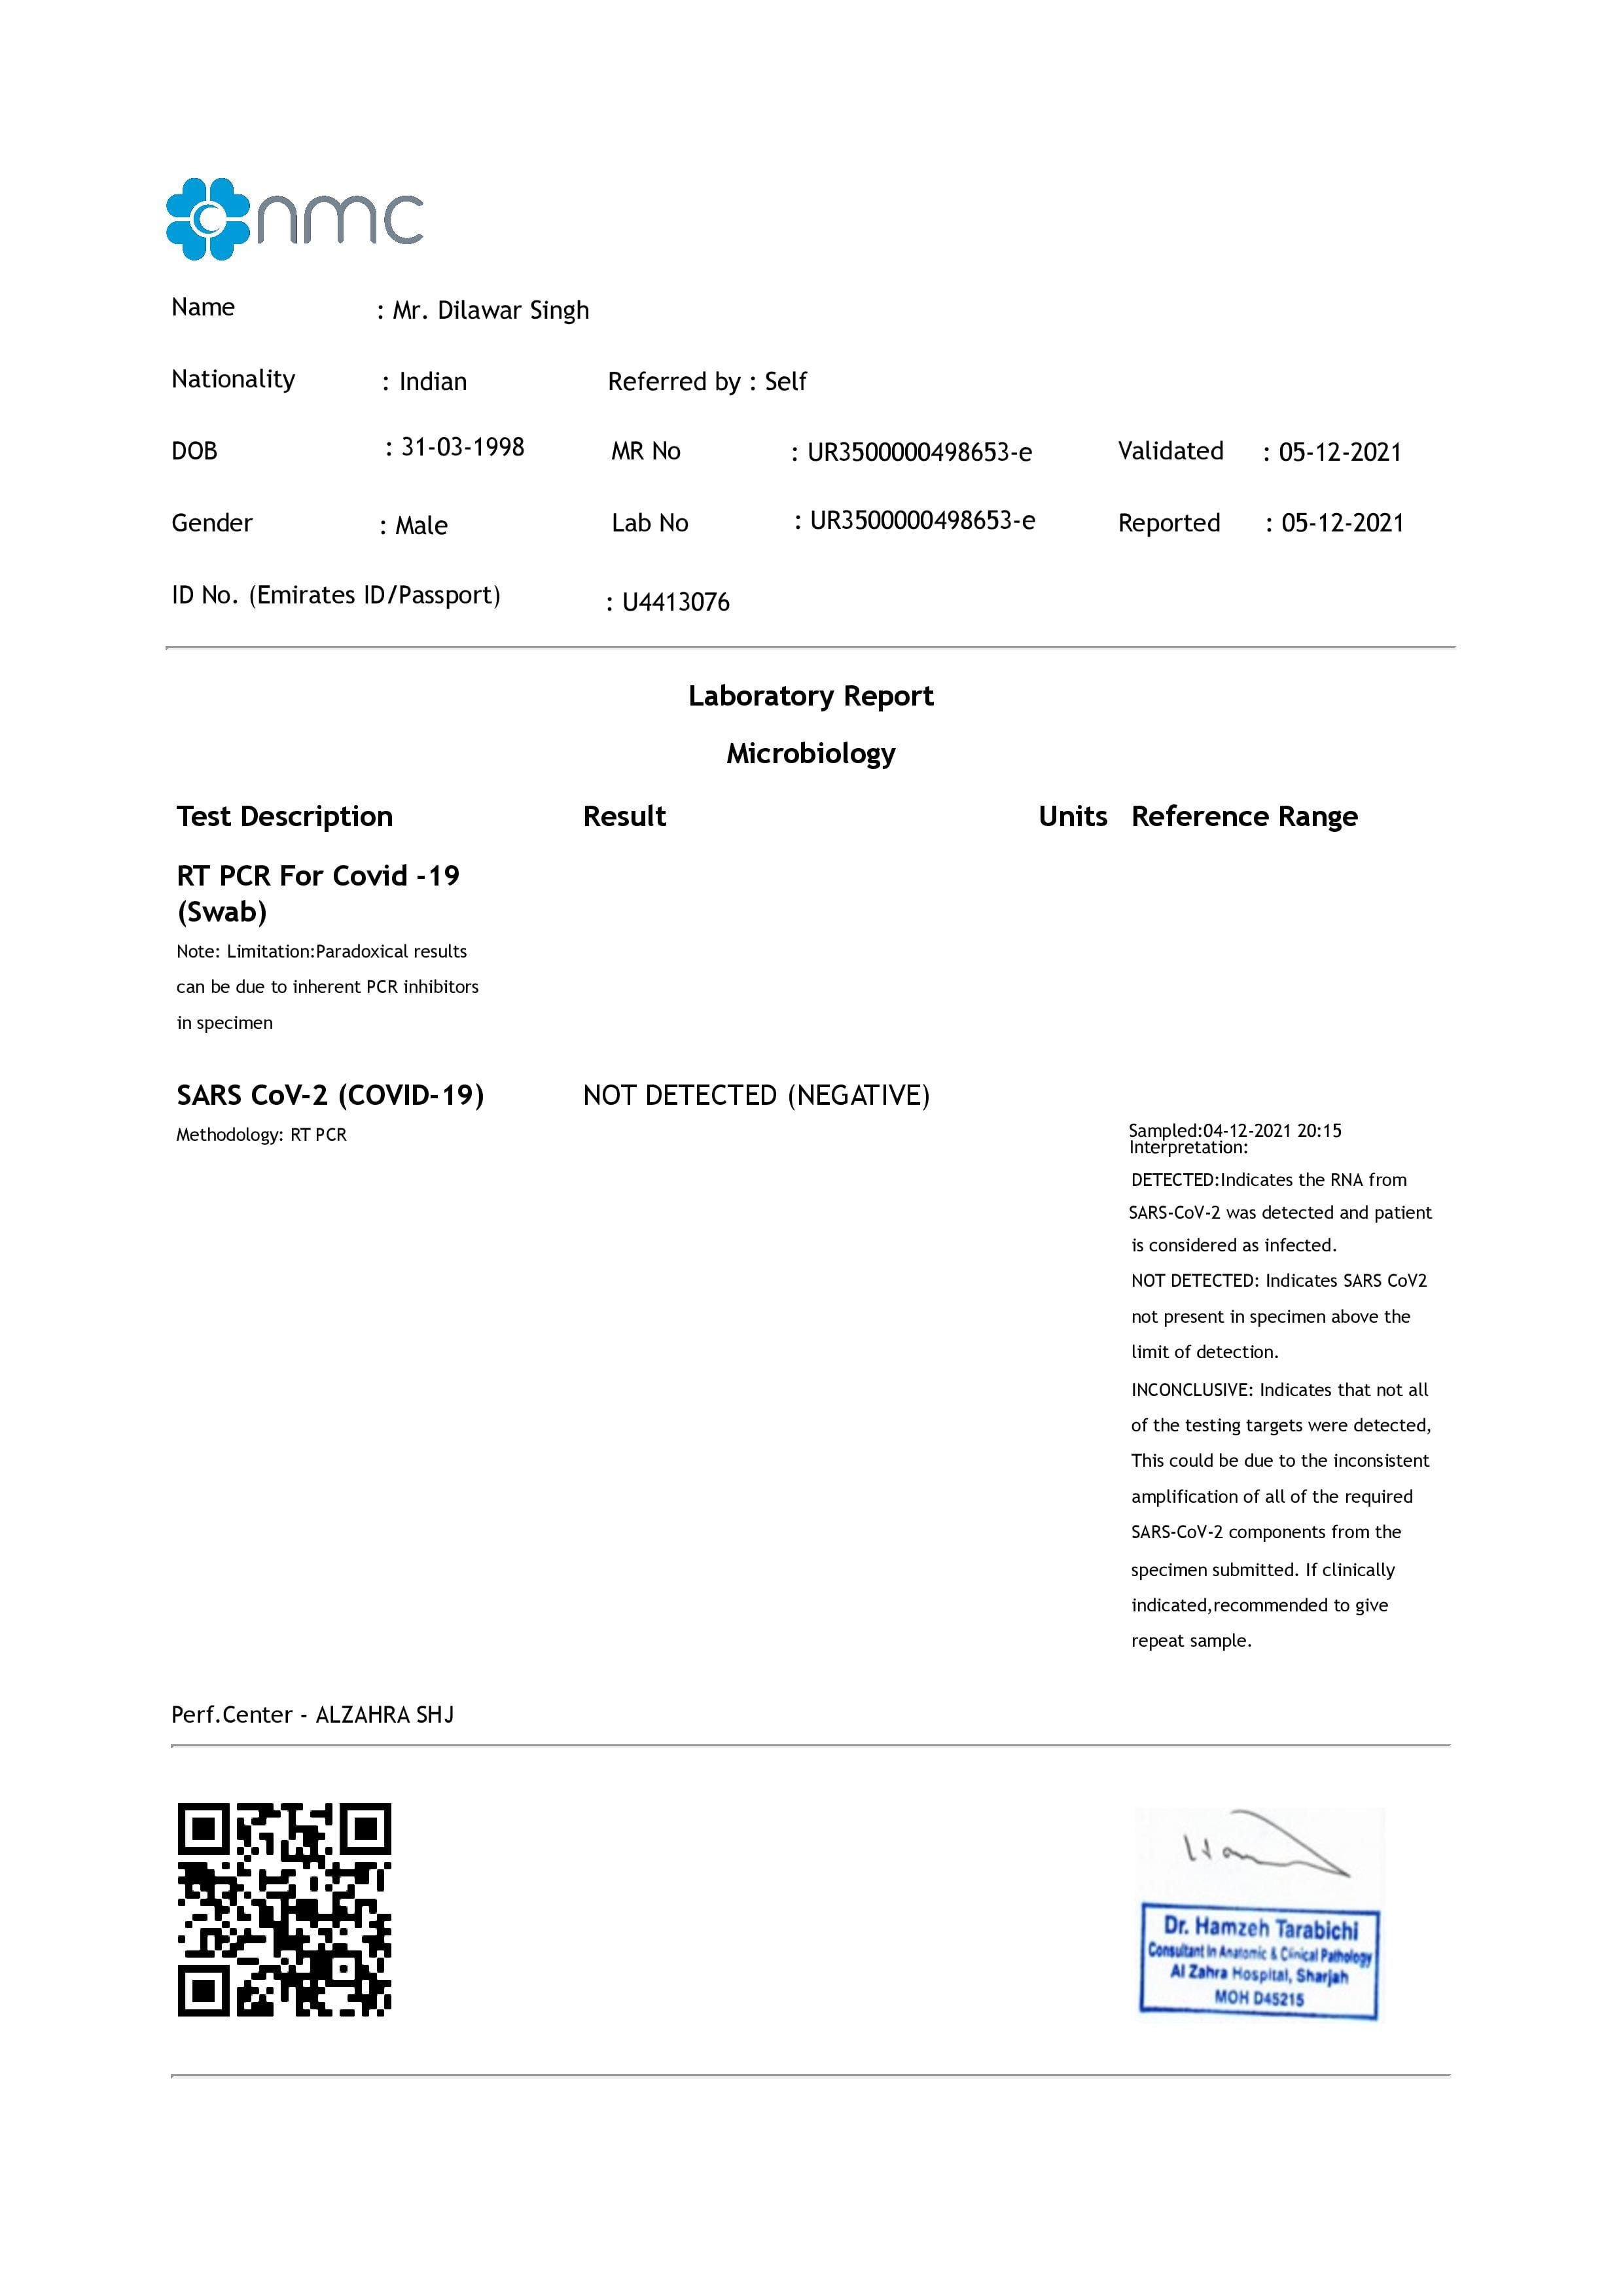 nmc
Name : Mr. Dilawar Singh
Nationality : Indian Referred by : Self
DOB : 31-03-1998 MR No : UR3500000498653-e Validated : 05-12-2021
Gender : Male Lab No : UR3500000498653-e Reported : 05-12-2021
ID No. (Emirates ID/Passport) : U4413076
Laboratory Report
Microbiology
Test Description Result Units Reference Range
RT PCR For Covid -19
(Swab)
Note: Limitation:Paradoxical results
can be due to inherent PCR inhibitors
in specimen
SARS CoV-2 (COVID-19) NOT DETECTED (NEGATIVE)
Methodology: RT PCR
Sampled:04-12-2021 20:15
Interpretation:
DETECTED:Indicates the RNA from
SARS-CoV-2 was detected and patient
is considered as infected.
NOT DETECTED: Indicates SARS CoV2
not present in specimen above the
limit of detection.
INCONCLUSIVE: Indicates that not all
of the testing targets were detected,
This could be due to the inconsistent
amplification of all of the required
SARS-CoV-2 components from the
specimen submitted. If clinically
indicated,recommended to give
repeat sample.
Perf.Center - ALZAHRA SHJ
Dr. Hamzeh Tarabichi
Consultant In Anatomic & Clinical Pathology
Al Zahra Hospital, Sharjah
MOH D45215